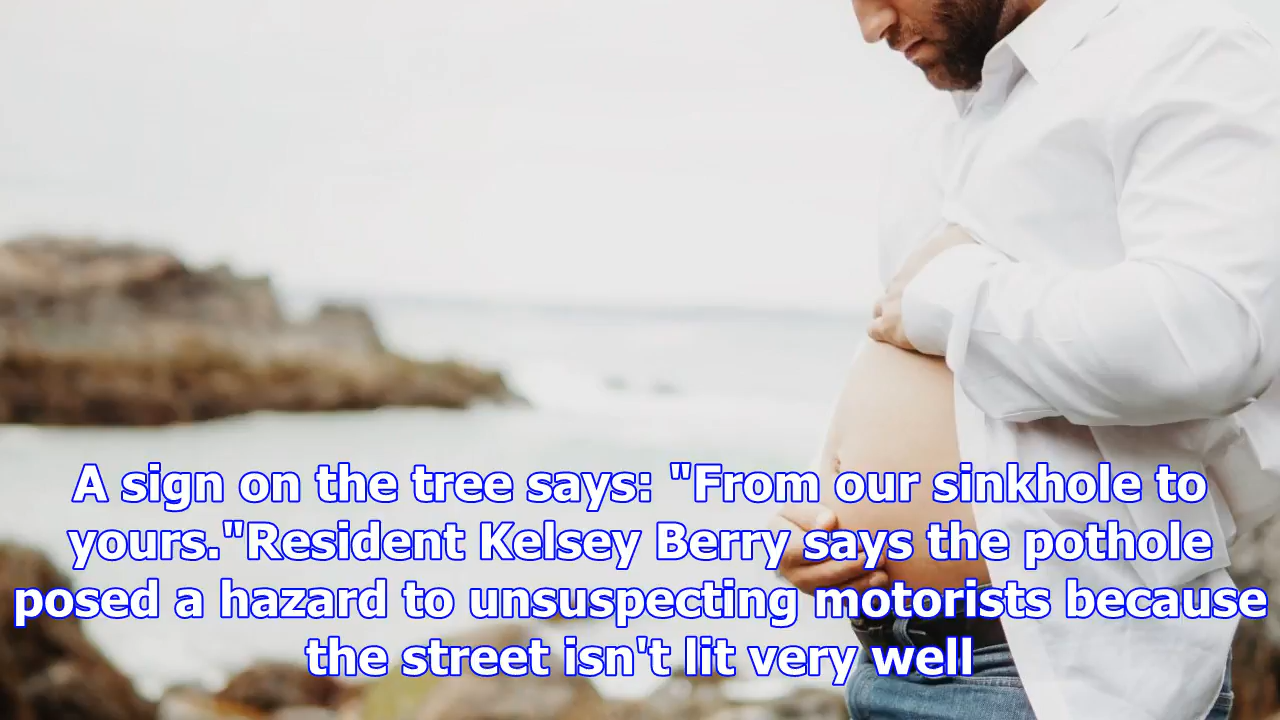 A sign on the tree says: "From our sinkhole to
yours."Resident Kelsey Berry says the pothole
posed a hazard to unsuspecting motorists because
the street isn't lit very well